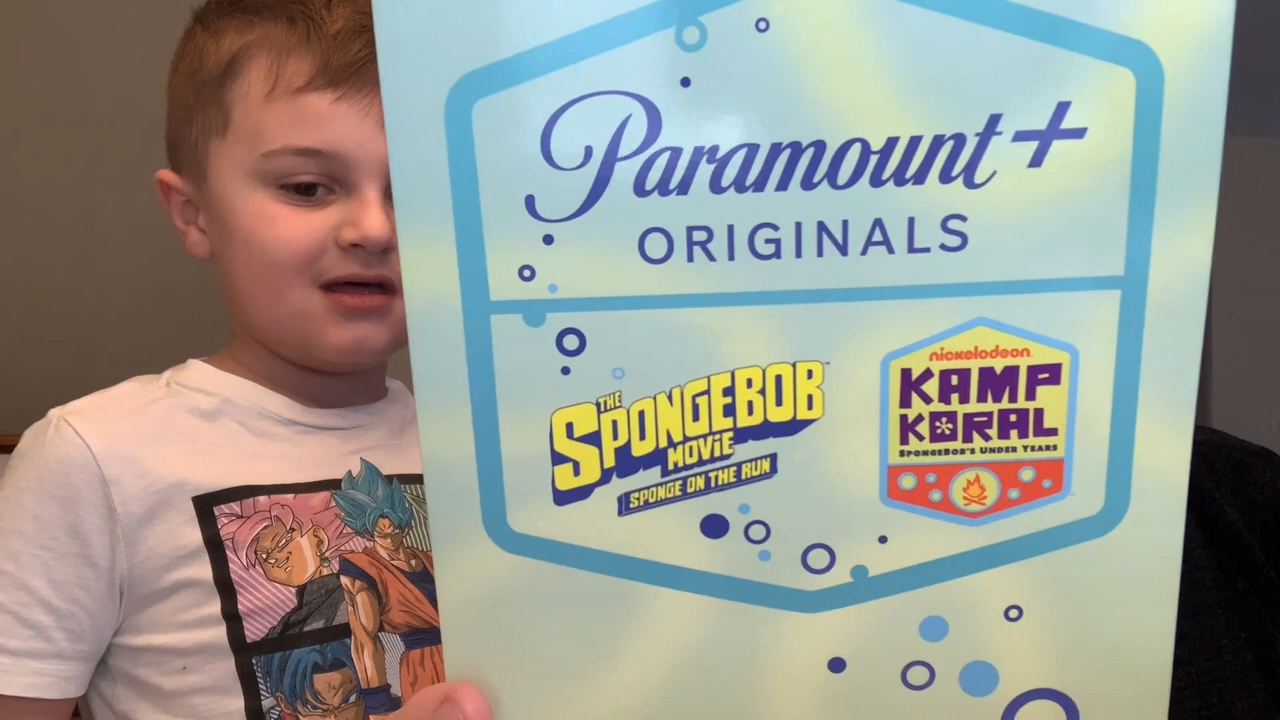 Paramount+
ORIGINALS
THE
SPONGEBOB
MOVIE
SPONGE ON THE RUN
nickelodeon
KAMP
KORAL
SPONGEBOB'S UNDER YEARS